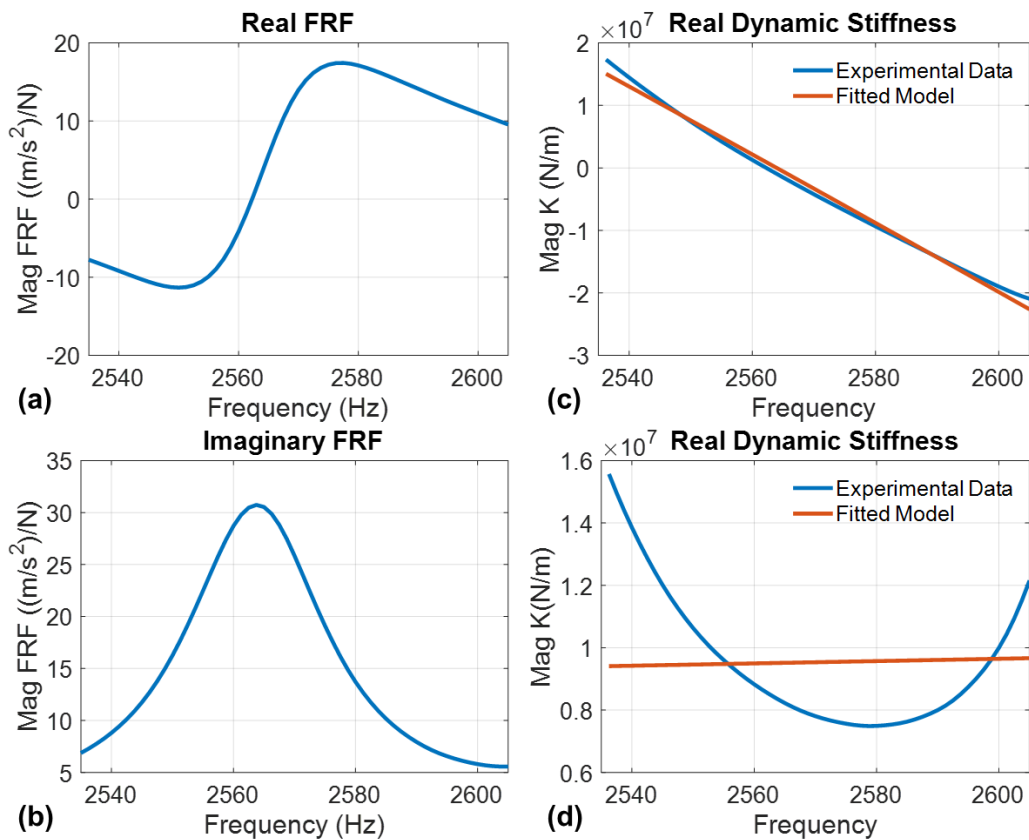 Real FRF
Mag FRF ((m/s²)/N)
20
10
0
-10
-20
2540
2560
2580
2600
Frequency (Hz)
(a)
Real Dynamic Stiffness
×10⁷
Mag K (N/m)
2
1
0
-1
-2
-3
Experimental Data
Fitted Model
2540
2560
2580
2600
Frequency
(c)
Imaginary FRF
Mag FRF ((m/s²)/N)
35
30
25
20
15
10
5
2540
2560
2580
2600
Frequency (Hz)
(b)
Real Dynamic Stiffness
×10⁷
Mag K(N/m)
1.6
1.4
1.2
1
0.8
0.6
Experimental Data
Fitted Model
2540
2560
2580
2600
Frequency
(d)